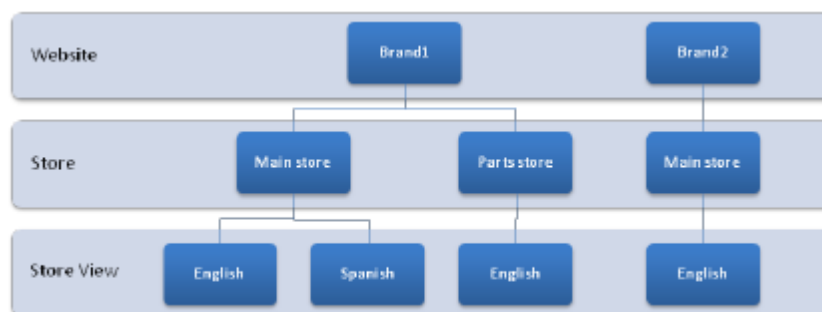 Website
Brand1
Brand2
Store
Main store
Parts store
Main store
Store View
English
Spanish
English
English